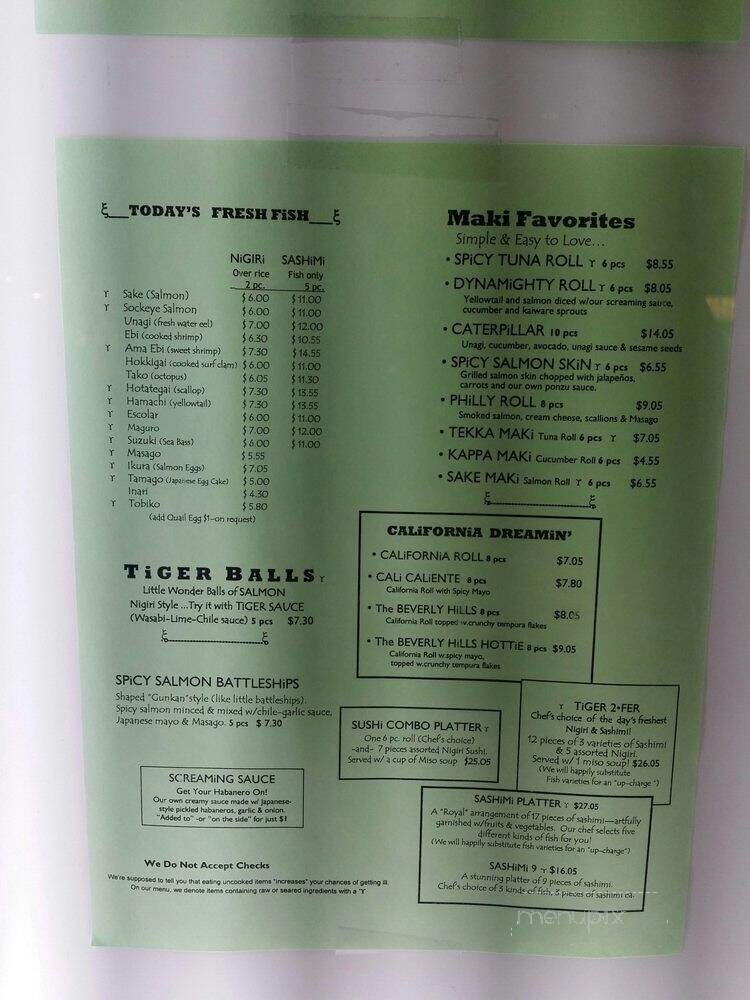 TODAY'S FRESH FiSH
NiGiRi SASHiMi
Over rice Fish only
2 pc. 5 pc.
ϒ Sake (Salmon) $6.00 $11.00
ϒ Sockeye Salmon $6.00 $11.00
Unagi (fresh water eel) $7.00 $12.00
Ebi (cooked shrimp) $6.30 $10.55
ϒ Ama Ebi (sweet shrimp) $7.30 $14.55
Hokkigai (cooked surf clam) $6.00 $11.00
Tako (octopus) $6.05 $11.30
ϒ Hotategai (scallop) $7.30 $13.55
ϒ Hamachi (yellowtail) $7.30 $13.55
ϒ Escolar $6.00 $11.00
ϒ Maguro $7.00 $12.00
ϒ Suzuki (Sea Bass) $6.00 $11.00
ϒ Masago $5.55
ϒ Ikura (Salmon Eggs) $7.05
ϒ Tamago (Japanese Egg Cake) $5.00
Inari $4.30
ϒ Tobiko $5.80
(add Quail Egg $1-on request)
TiGER BALLS ϒ
Little Wonder Balls of SALMON
Nigiri Style ...Try it with TIGER SAUCE
(Wasabi-Lime-Chile sauce) 5 pcs $7.30
SPiCY SALMON BATTLESHiPS
Shaped "Gunkan"style (like little battleships).
Spicy salmon minced & mixed w/chile-garlic sauce,
Japanese mayo & Masago. 5 pcs $7.30
SCREAMiNG SAUCE
Get Your Habanero On!
Our own creamy sauce made w/ Japanese-
style pickled habaneros, garlic & onion.
"Added to" -or "on the side" for just $1
We Do Not Accept Checks
We're supposed to tell you that eating uncooked items "increases" your chances of getting ill.
On our menu, we denote items containing raw or seared ingredients with a "ϒ"
Maki Favorites
Simple & Easy to Love...
• SPiCY TUNA ROLL ϒ 6 pcs $8.55
• DYNAMiGHTY ROLL ϒ 6 pcs $8.05
Yellowtail and salmon diced w/our screaming sauce,
cucumber and kaiware sprouts
• CATERPiLLAR 10 pcs $14.05
Unagi, cucumber, avocado, unagi sauce & sesame seeds
• SPiCY SALMON SKiN ϒ 6 pcs $6.55
Grilled salmon skin chopped with jalapeños,
carrots and our own ponzu sauce.
• PHiLLY ROLL 8 pcs $9.05
Smoked salmon, cream cheese, scallions & Masago
• TEKKA MAKi Tuna Roll 6 pcs ϒ $7.05
• KAPPA MAKi Cucumber Roll 6 pcs $4.55
• SAKE MAKi Salmon Roll ϒ 6 pcs $6.55
CALiFORNiA DREAMiN'
• CALiFORNiA ROLL 8 pcs $7.05
• CALi CALiENTE 8 pcs $7.80
California Roll with Spicy Mayo
• The BEVERLY HiLLS 8 pcs $8.05
California Roll topped w.crunchy tempura flakes
• The BEVERLY HiLLS HOTTiE 8 pcs $9.05
California Roll w.spicy mayo,
topped w.crunchy tempura flakes
SUSHi COMBO PLATTER ϒ
One 6 pc. roll (Chef's choice)
-and- 7 pieces assorted Nigiri Sushi.
Served w/ a cup of Miso soup $25.05
ϒ TiGER 2•FER
Chef's choice of the day's freshest
Nigiri & Sashimi!
12 pieces of 3 varieties of Sashimi
& 5 assorted Nigiri.
Served w/ 1 miso soup! $26.05
(We will happily substitute
Fish varieties for an "up-charge")
SASHiMi PLATTER ϒ $27.05
A "Royal" arrangement of 17 pieces of sashimi—artfully
garnished w/fruits & vegetables. Our chef selects five
different kinds of fish for you!
(We will happily substitute fish varieties for an "up-charge")
SASHiMi 9 ϒ $16.05
A stunning platter of 9 pieces of sashimi.
Chef's choice of 3 kinds of fish, 3 pieces of sashimi ea.
menupix